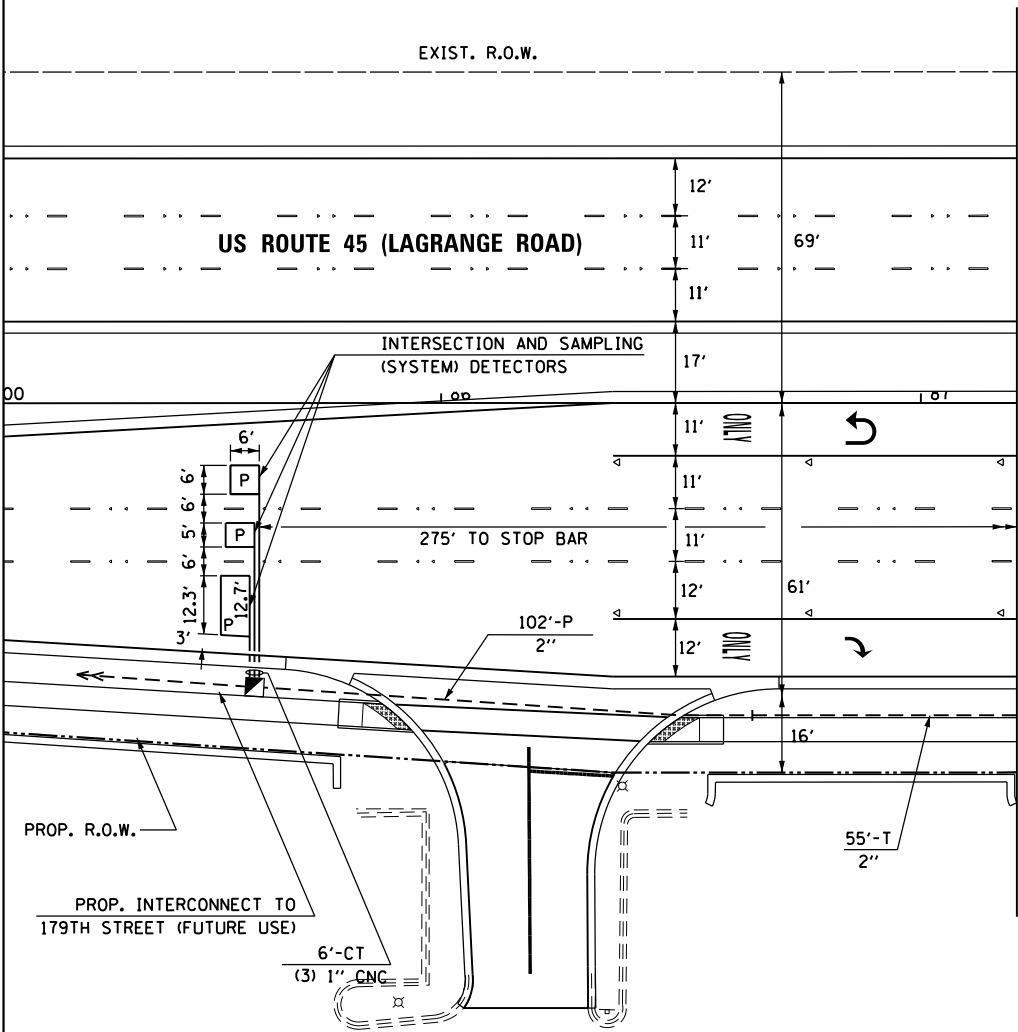 EXIST. R.O.W.
12'
US ROUTE 45 (LAGRANGE ROAD)
11'
69'
11'
INTERSECTION AND SAMPLING
(SYSTEM) DETECTORS
17'
00
86
87
11'
ONLY
6'
6'
P
11'
6'
5'
P
275' TO STOP BAR
11'
6'
12.3'
12.7'
P
12'
61'
3'
102'-P
2''
12'
ONLY
16'
PROP. R.O.W.
55'-T
2''
PROP. INTERCONNECT TO
179TH STREET (FUTURE USE)
6'-CT
(3) 1" CNC